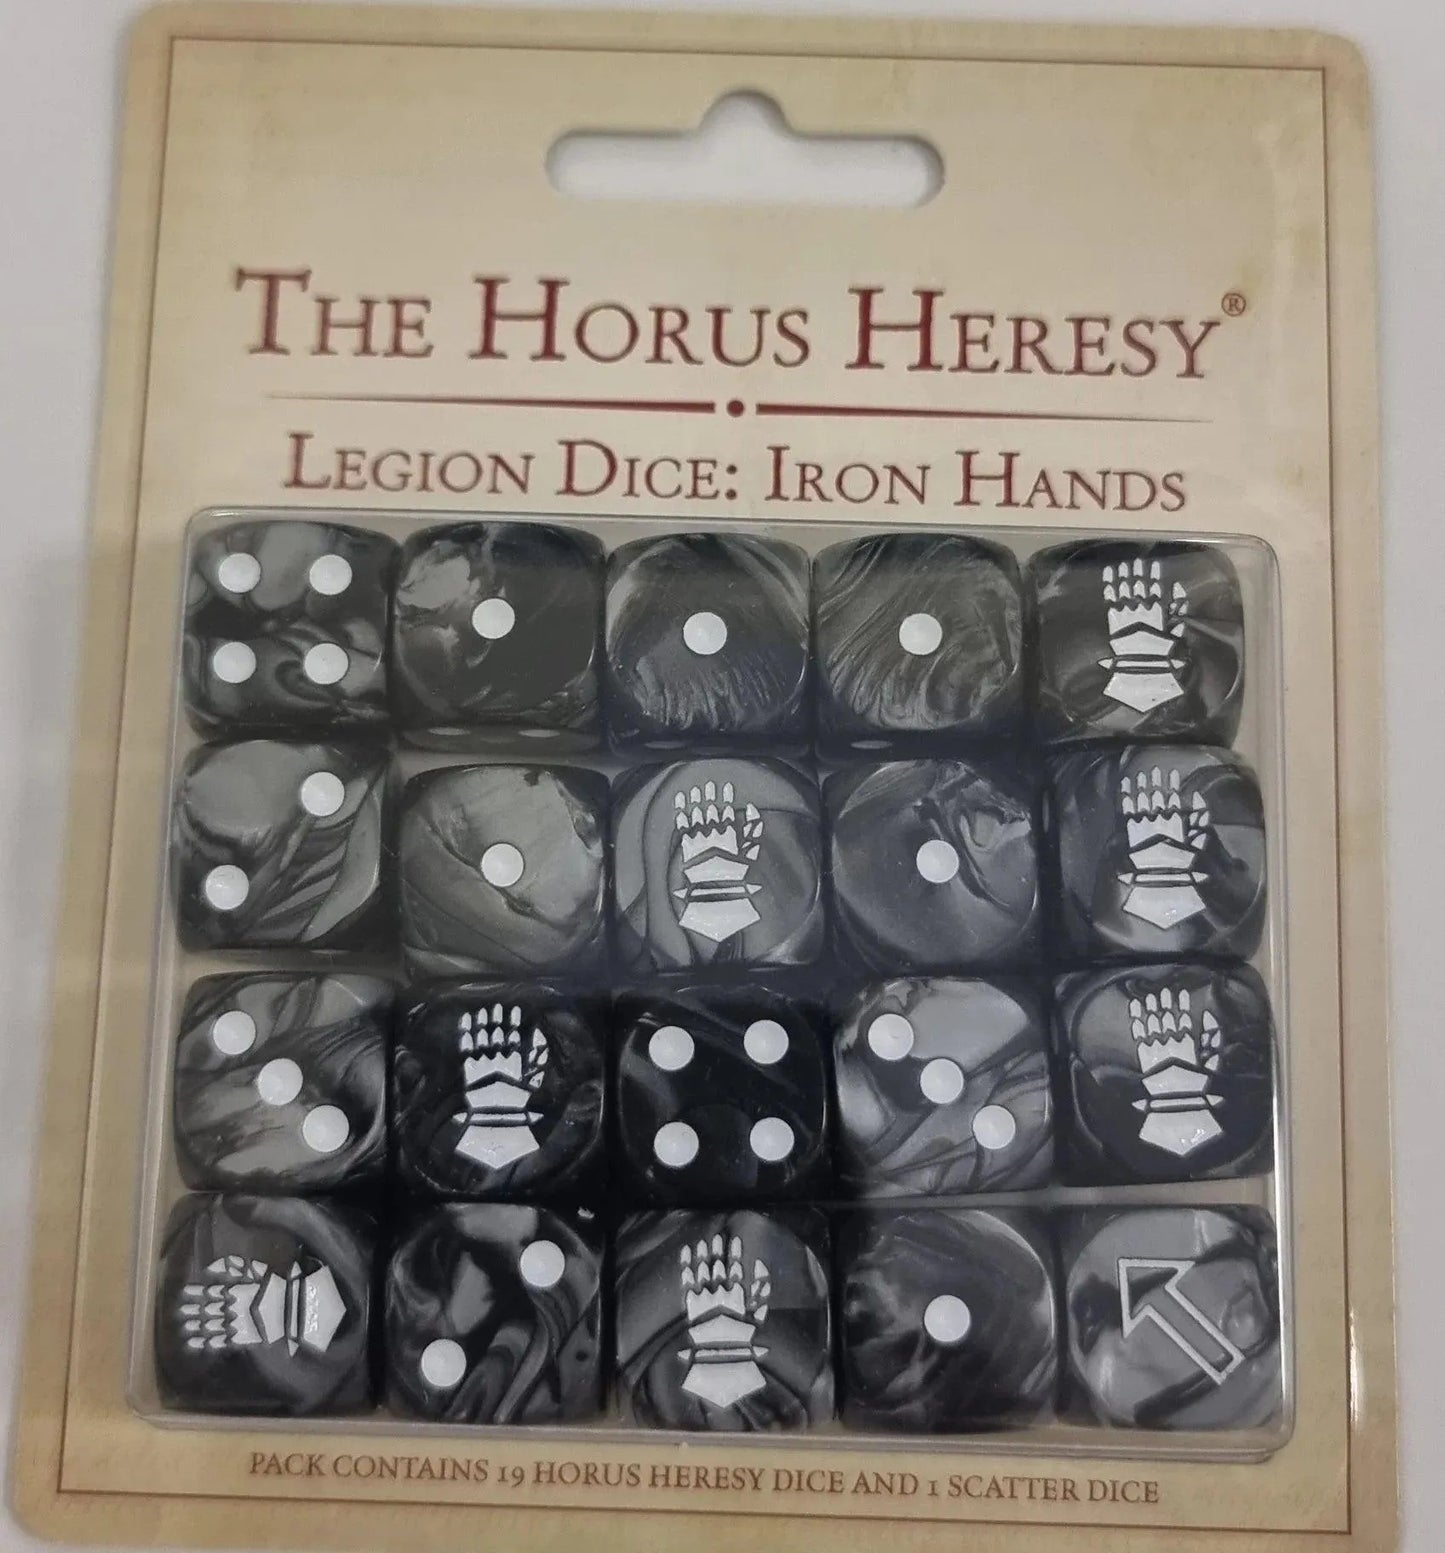 The Horus Heresy®
Legion Dice: Iron Hands
PACK CONTAINS 19 HORUS HERESY DICE AND 1 SCATTER DICE